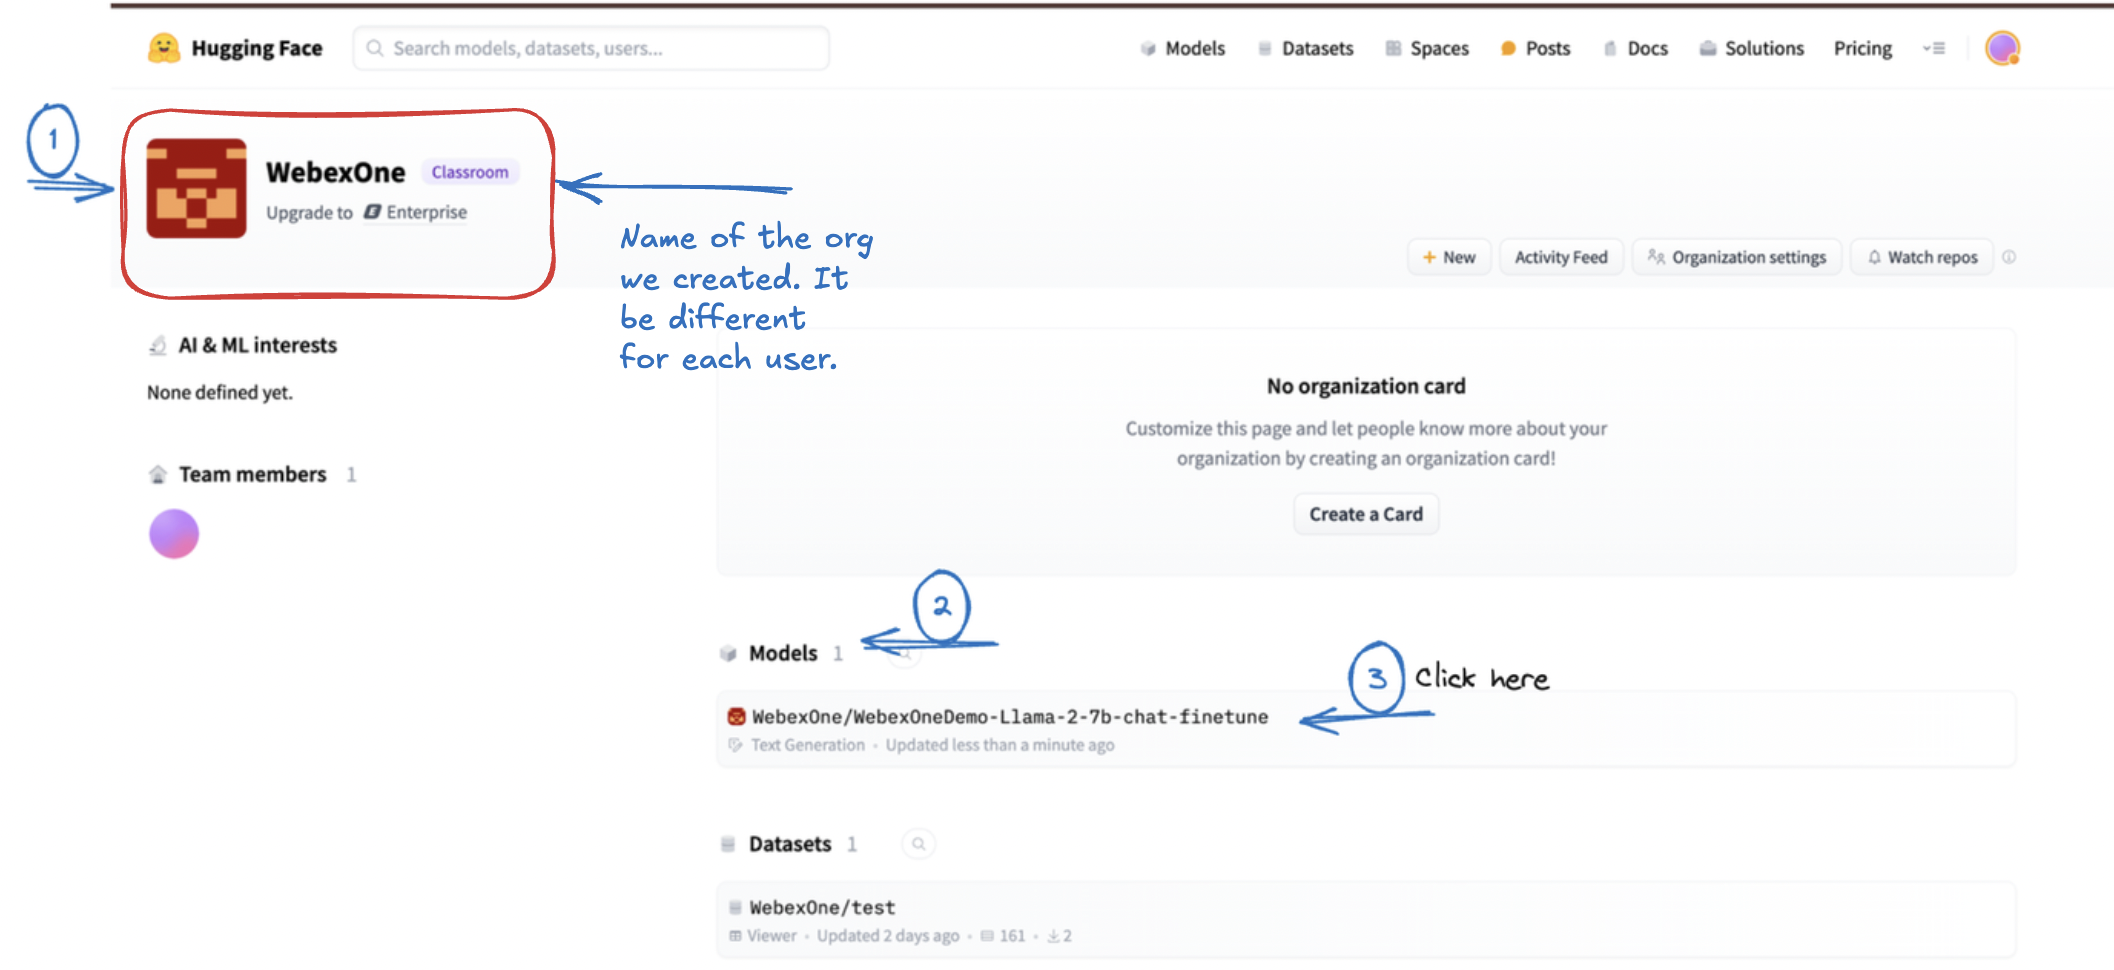 Hugging Face
Search models, datasets, users...
Models
Datasets
Spaces
Posts
Docs
Solutions
Pricing
1
WebexOne
Classroom
Upgrade to E Enterprise
Name of the org
we created. It
be different
for each user.
+ New
Activity Feed
Organization settings
Watch repos
AI & ML interests
None defined yet.
Team members 1
No organization card
Customize this page and let people know more about your
organization by creating an organization card!
Create a Card
2
Models 1
3
Click here
WebexOne/WebexOneDemo-Llama-2-7b-chat-finetune
Text Generation • Updated less than a minute ago
Datasets 1
WebexOne/test
Viewer • Updated 2 days ago • 161 • 2